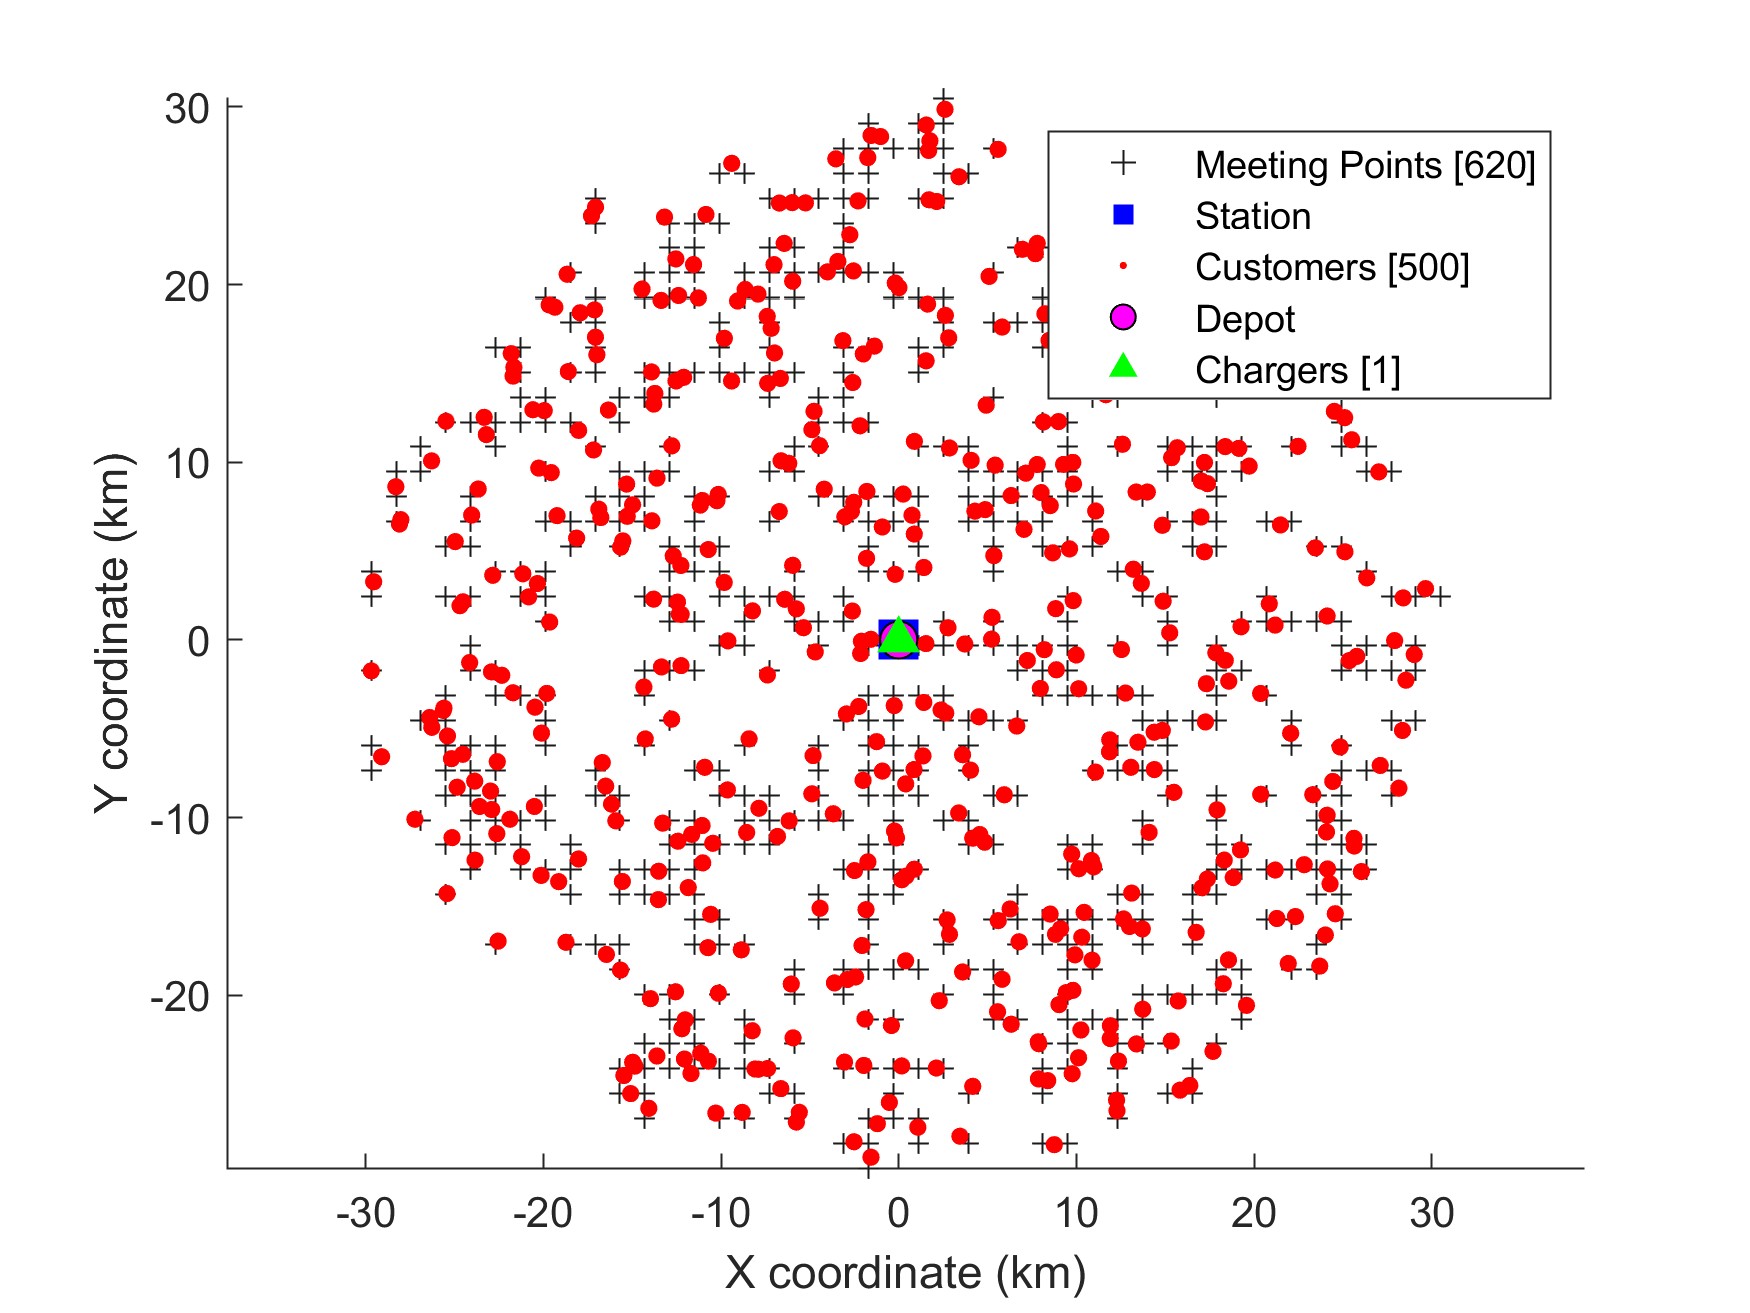 30
20
10
0
-10
-20
-30
-20
-10
0
10
20
30
X coordinate (km)
Y coordinate (km)
Meeting Points [620]
Station
Customers [500]
Depot
Chargers [1]